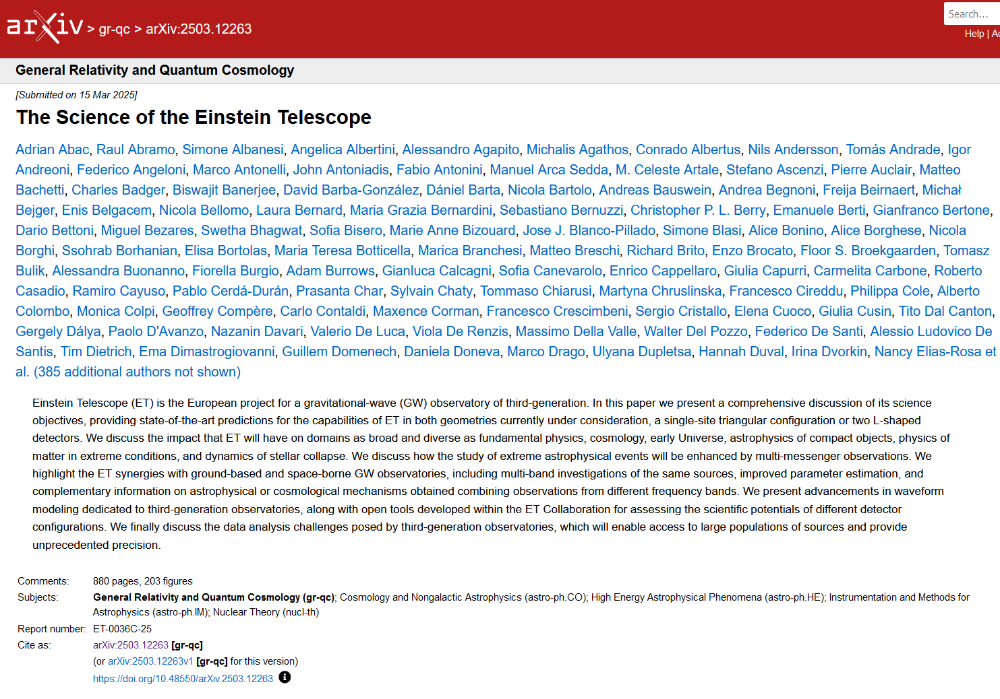 arXiv > gr-qc > arXiv:2503.12263
Search...
Help |
General Relativity and Quantum Cosmology
[Submitted on 15 Mar 2025]
The Science of the Einstein Telescope
Adrian Abac, Raul Abramo, Simone Albanesi, Angelica Albertini, Alessandro Agapito, Michalis Agathos, Conrado Albertus, Nils Andersson, Tomás Andrade, Igor
Andreoni, Federico Angeloni, Marco Antonelli, John Antoniadis, Fabio Antonini, Manuel Arca Sedda, M. Celeste Artale, Stefano Ascenzi, Pierre Auclair, Matteo
Bachetti, Charles Badger, Biswajit Banerjee, David Barba-González, Dániel Barta, Nicola Bartolo, Andreas Bauswein, Andrea Begnoni, Freija Beirnaert, Michał
Bejger, Enis Belgacem, Nicola Bellomo, Laura Bernard, Maria Grazia Bernardini, Sebastiano Bernuzzi, Christopher P. L. Berry, Emanuele Berti, Gianfranco Bertone,
Dario Bettoni, Miguel Bezares, Swetha Bhagwat, Sofia Bisero, Marie Anne Bizouard, Jose J. Blanco-Pillado, Simone Blasi, Alice Bonino, Alice Borghese, Nicola
Borghi, Ssohrab Borhanian, Elisa Bortolas, Maria Teresa Botticella, Marica Branchesi, Matteo Breschi, Richard Brito, Enzo Brocato, Floor S. Broekgaarden, Tomasz
Bulik, Alessandra Buonanno, Fiorella Burgio, Adam Burrows, Gianluca Calcagni, Sofia Canevarolo, Enrico Cappellaro, Giulia Capurri, Carmelita Carbone, Roberto
Casadio, Ramiro Cayuso, Pablo Cerdá-Durán, Prasanta Char, Sylvain Chaty, Tommaso Chiarusi, Martyna Chruslinska, Francesco Cireddu, Philippa Cole, Alberto
Colombo, Monica Colpi, Geoffrey Compère, Carlo Contaldi, Maxence Corman, Francesco Crescimbeni, Sergio Cristallo, Elena Cuoco, Giulia Cusin, Tito Dal Canton,
Gergely Dálya, Paolo D'Avanzo, Nazanin Davari, Valerio De Luca, Viola De Renzis, Massimo Della Valle, Walter Del Pozzo, Federico De Santi, Alessio Ludovico De
Santis, Tim Dietrich, Ema Dimastrogiovanni, Guillem Domenech, Daniela Doneva, Marco Drago, Ulyana Dupletsa, Hannah Duval, Irina Dvorkin, Nancy Elias-Rosa et
al. (385 additional authors not shown)
Einstein Telescope (ET) is the European project for a gravitational-wave (GW) observatory of third-generation. In this paper we present a comprehensive discussion of its science
objectives, providing state-of-the-art predictions for the capabilities of ET in both geometries currently under consideration, a single-site triangular configuration or two L-shaped
detectors. We discuss the impact that ET will have on domains as broad and diverse as fundamental physics, cosmology, early Universe, astrophysics of compact objects, physics of
matter in extreme conditions, and dynamics of stellar collapse. We discuss how the study of extreme astrophysical events will be enhanced by multi-messenger observations. We
highlight the ET synergies with ground-based and space-borne GW observatories, including multi-band investigations of the same sources, improved parameter estimation, and
complementary information on astrophysical or cosmological mechanisms obtained combining observations from different frequency bands. We present advancements in waveform
modeling dedicated to third-generation observatories, along with open tools developed within the ET Collaboration for assessing the scientific potentials of different detector
configurations. We finally discuss the data analysis challenges posed by third-generation observatories, which will enable access to large populations of sources and provide
unprecedented precision.
Comments: 880 pages, 203 figures
Subjects: General Relativity and Quantum Cosmology (gr-qc); Cosmology and Nongalactic Astrophysics (astro-ph.CO); High Energy Astrophysical Phenomena (astro-ph.HE); Instrumentation and Methods for
Astrophysics (astro-ph.IM); Nuclear Theory (nucl-th)
Report number: ET-0036C-25
Cite as: arXiv:2503.12263 [gr-qc]
(or arXiv:2503.12263v1 [gr-qc] for this version)
https://doi.org/10.48550/arXiv.2503.12263